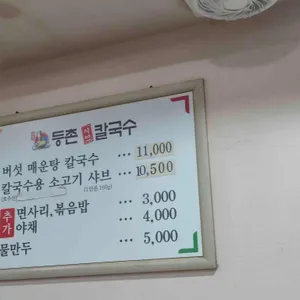 등촌 칼국수
버섯 매운탕 칼국수 ··· 11,000
칼국수용 소고기 샤브 ··· 10,500
추가 면사리,볶음밥 ··· 3,000
야채 ··· 4,000
물만두 ··· 5,000